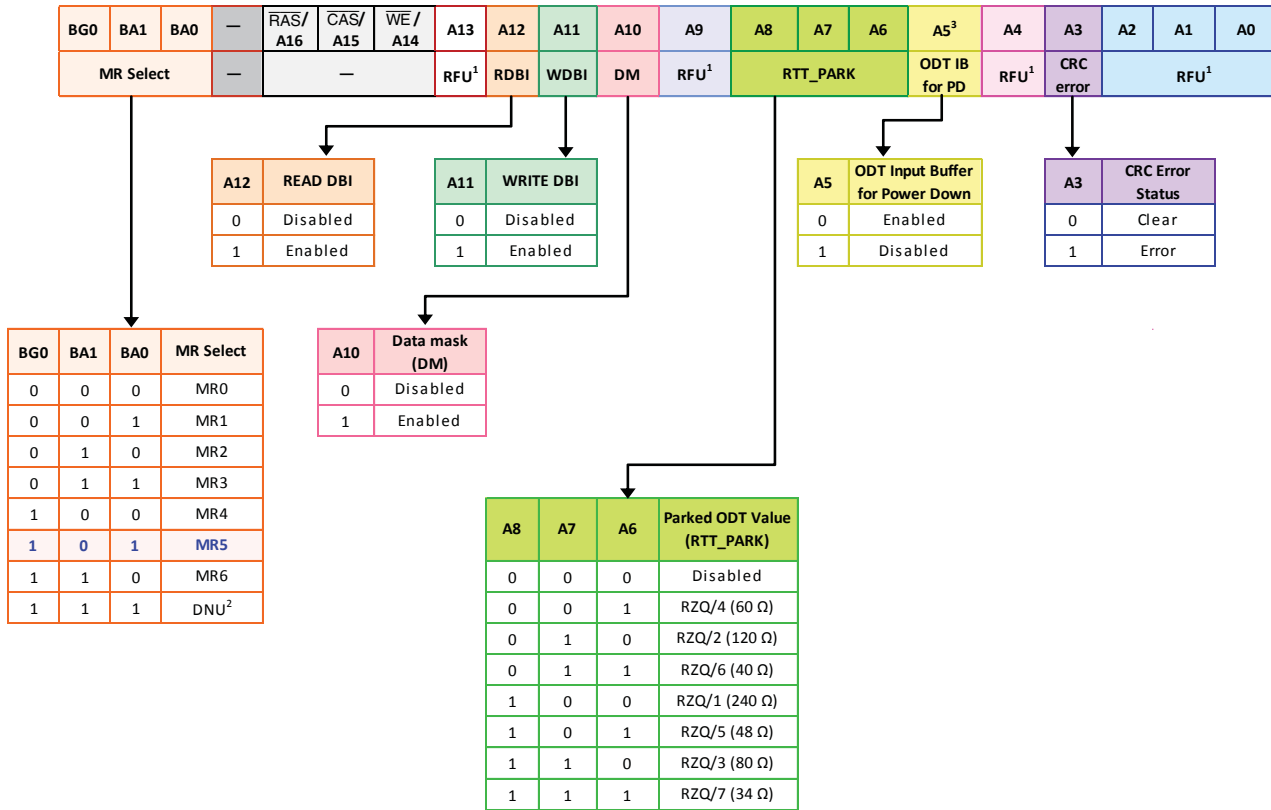 BG0 BA1 BA0 — RAS/ A16 CAS/ A15 WE/ A14 A13 A12 A11 A10 A9 A8 A7 A6 A5³ A4 A3 A2 A1 A0
MR Select — — RFU¹ RDBI WDBI DM RFU¹ RTT_PARK ODT IB for PD RFU¹ CRC error RFU¹
A12 READ DBI
0 Disabled
1 Enabled
A11 WRITE DBI
0 Disabled
1 Enabled
A5 ODT Input Buffer for Power Down
0 Enabled
1 Disabled
A3 CRC Error Status
0 Clear
1 Error
BG0 BA1 BA0 MR Select
0 0 0 MR0
0 0 1 MR1
0 1 0 MR2
0 1 1 MR3
1 0 0 MR4
1 0 1 MR5
1 1 0 MR6
1 1 1 DNU²
A10 Data mask (DM)
0 Disabled
1 Enabled
A8 A7 A6 Parked ODT Value (RTT_PARK)
0 0 0 Disabled
0 0 1 RZQ/4 (60 Ω)
0 1 0 RZQ/2 (120 Ω)
0 1 1 RZQ/6 (40 Ω)
1 0 0 RZQ/1 (240 Ω)
1 0 1 RZQ/5 (48 Ω)
1 1 0 RZQ/3 (80 Ω)
1 1 1 RZQ/7 (34 Ω)